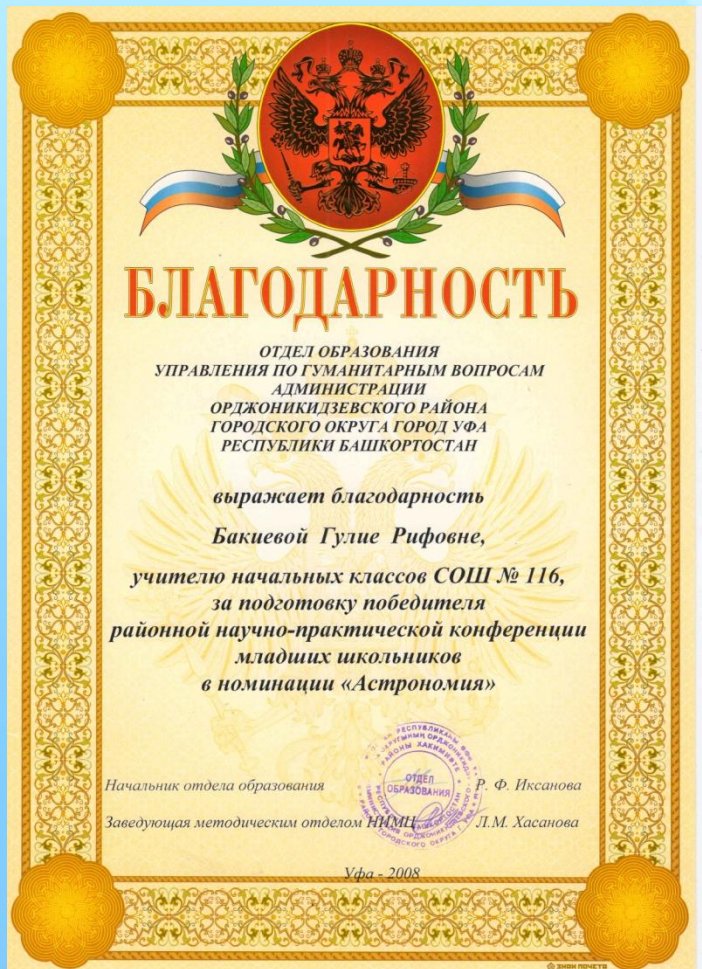 БЛАГОДАРНОСТЬ
ОТДЕЛ ОБРАЗОВАНИЯ
УПРАВЛЕНИЯ ПО ГУМАНИТАРНЫМ ВОПРОСАМ
АДМИНИСТРАЦИИ
ОРДЖОНИКИДЗЕВСКОГО РАЙОНА
ГОРОДСКОГО ОКРУГА ГОРОД УФА
РЕСПУБЛИКИ БАШКОРТОСТАН
выражает благодарность
Бакиевой Гулие Рифовне,
учителю начальных классов СОШ № 116,
за подготовку победителя
районной научно-практической конференции
младших школьников
в номинации «Астрономия»
Начальник отдела образования Р. Ф. Иксанова
ОТДЕЛ
ОБРАЗОВАНИЯ
Заведующая методическим отделом НИМЦ Л.М. Хасанова
Уфа - 2008
ЗНАК ПОЧЕТА